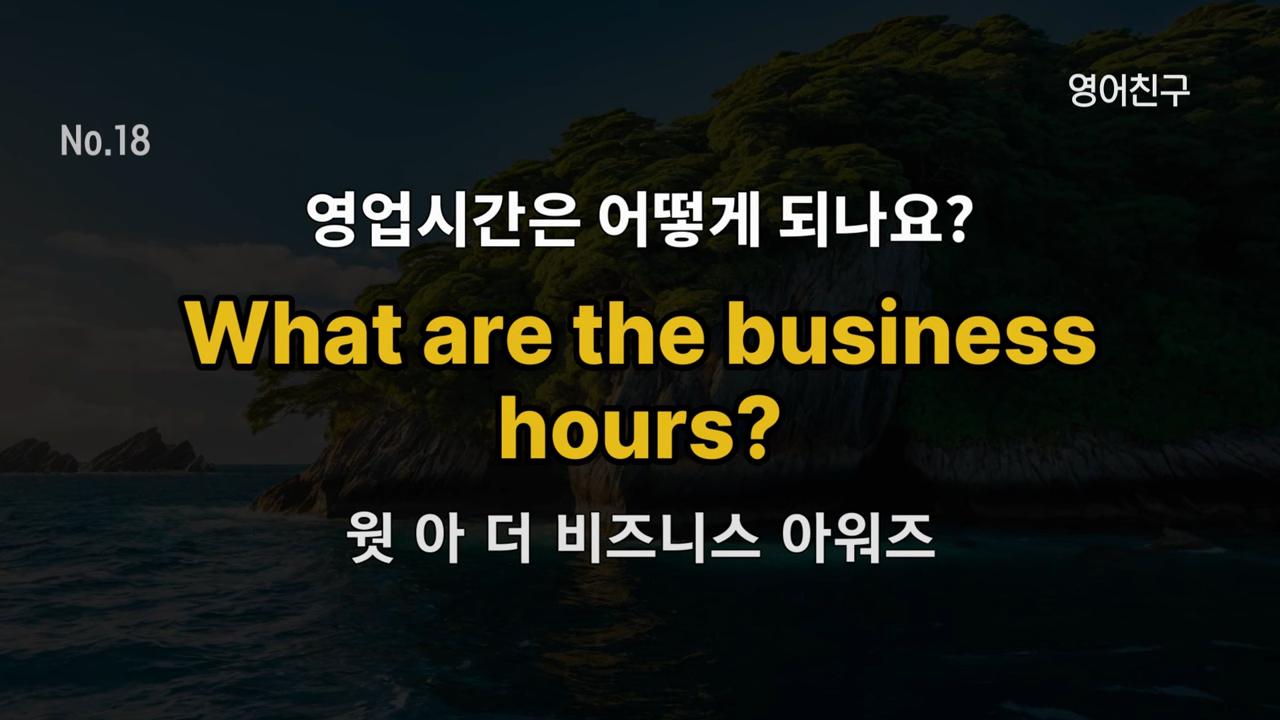 영어친구
No.18
영업시간은 어떻게 되나요?
What are the business
hours?
윗 아 더 비즈니스 아워즈